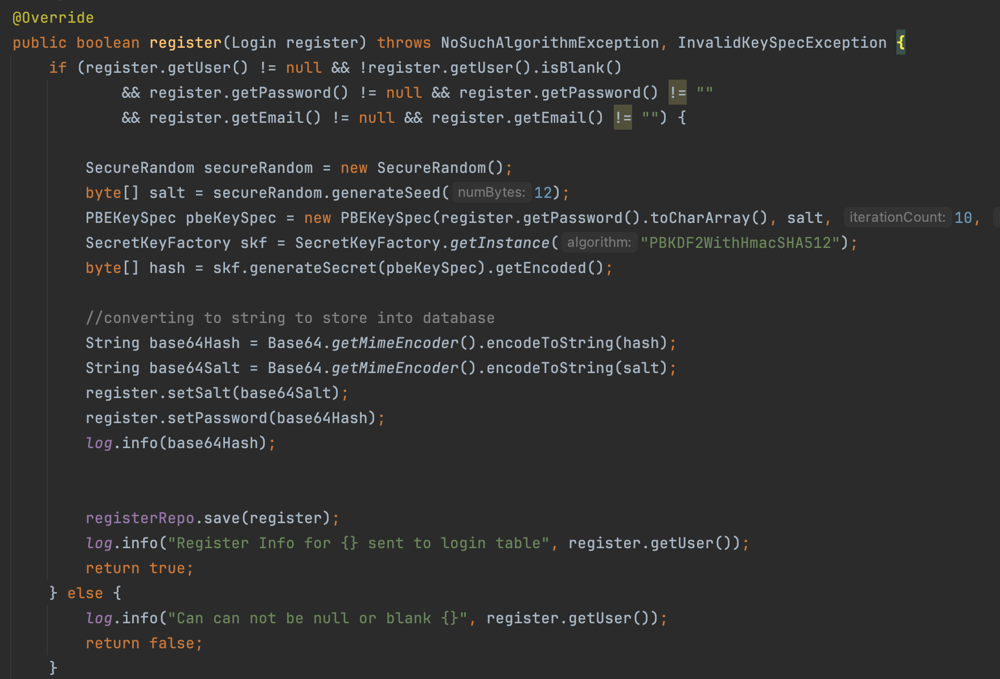 @Override
public boolean register(Login register) throws NoSuchAlgorithmException, InvalidKeySpecException {
if (register.getUser() != null && !register.getUser().isBlank()
&& register.getPassword() != null && register.getPassword() != ""
&& register.getEmail() != null && register.getEmail() != "") {
SecureRandom secureRandom = new SecureRandom();
byte[] salt = secureRandom.generateSeed( numBytes: 12);
PBEKeySpec pbeKeySpec = new PBEKeySpec(register.getPassword().toCharArray(), salt, iterationCount: 10,
SecretKeyFactory skf = SecretKeyFactory.getInstance( algorithm: "PBKDF2WithHmacSHA512");
byte[] hash = skf.generateSecret(pbeKeySpec).getEncoded();
//converting to string to store into database
String base64Hash = Base64.getMimeEncoder().encodeToString(hash);
String base64Salt = Base64.getMimeEncoder().encodeToString(salt);
register.setSalt(base64Salt);
register.setPassword(base64Hash);
log.info(base64Hash);
registerRepo.save(register);
log.info("Register Info for {} sent to login table", register.getUser());
return true;
} else {
log.info("Can can not be null or blank {}", register.getUser());
return false;
}